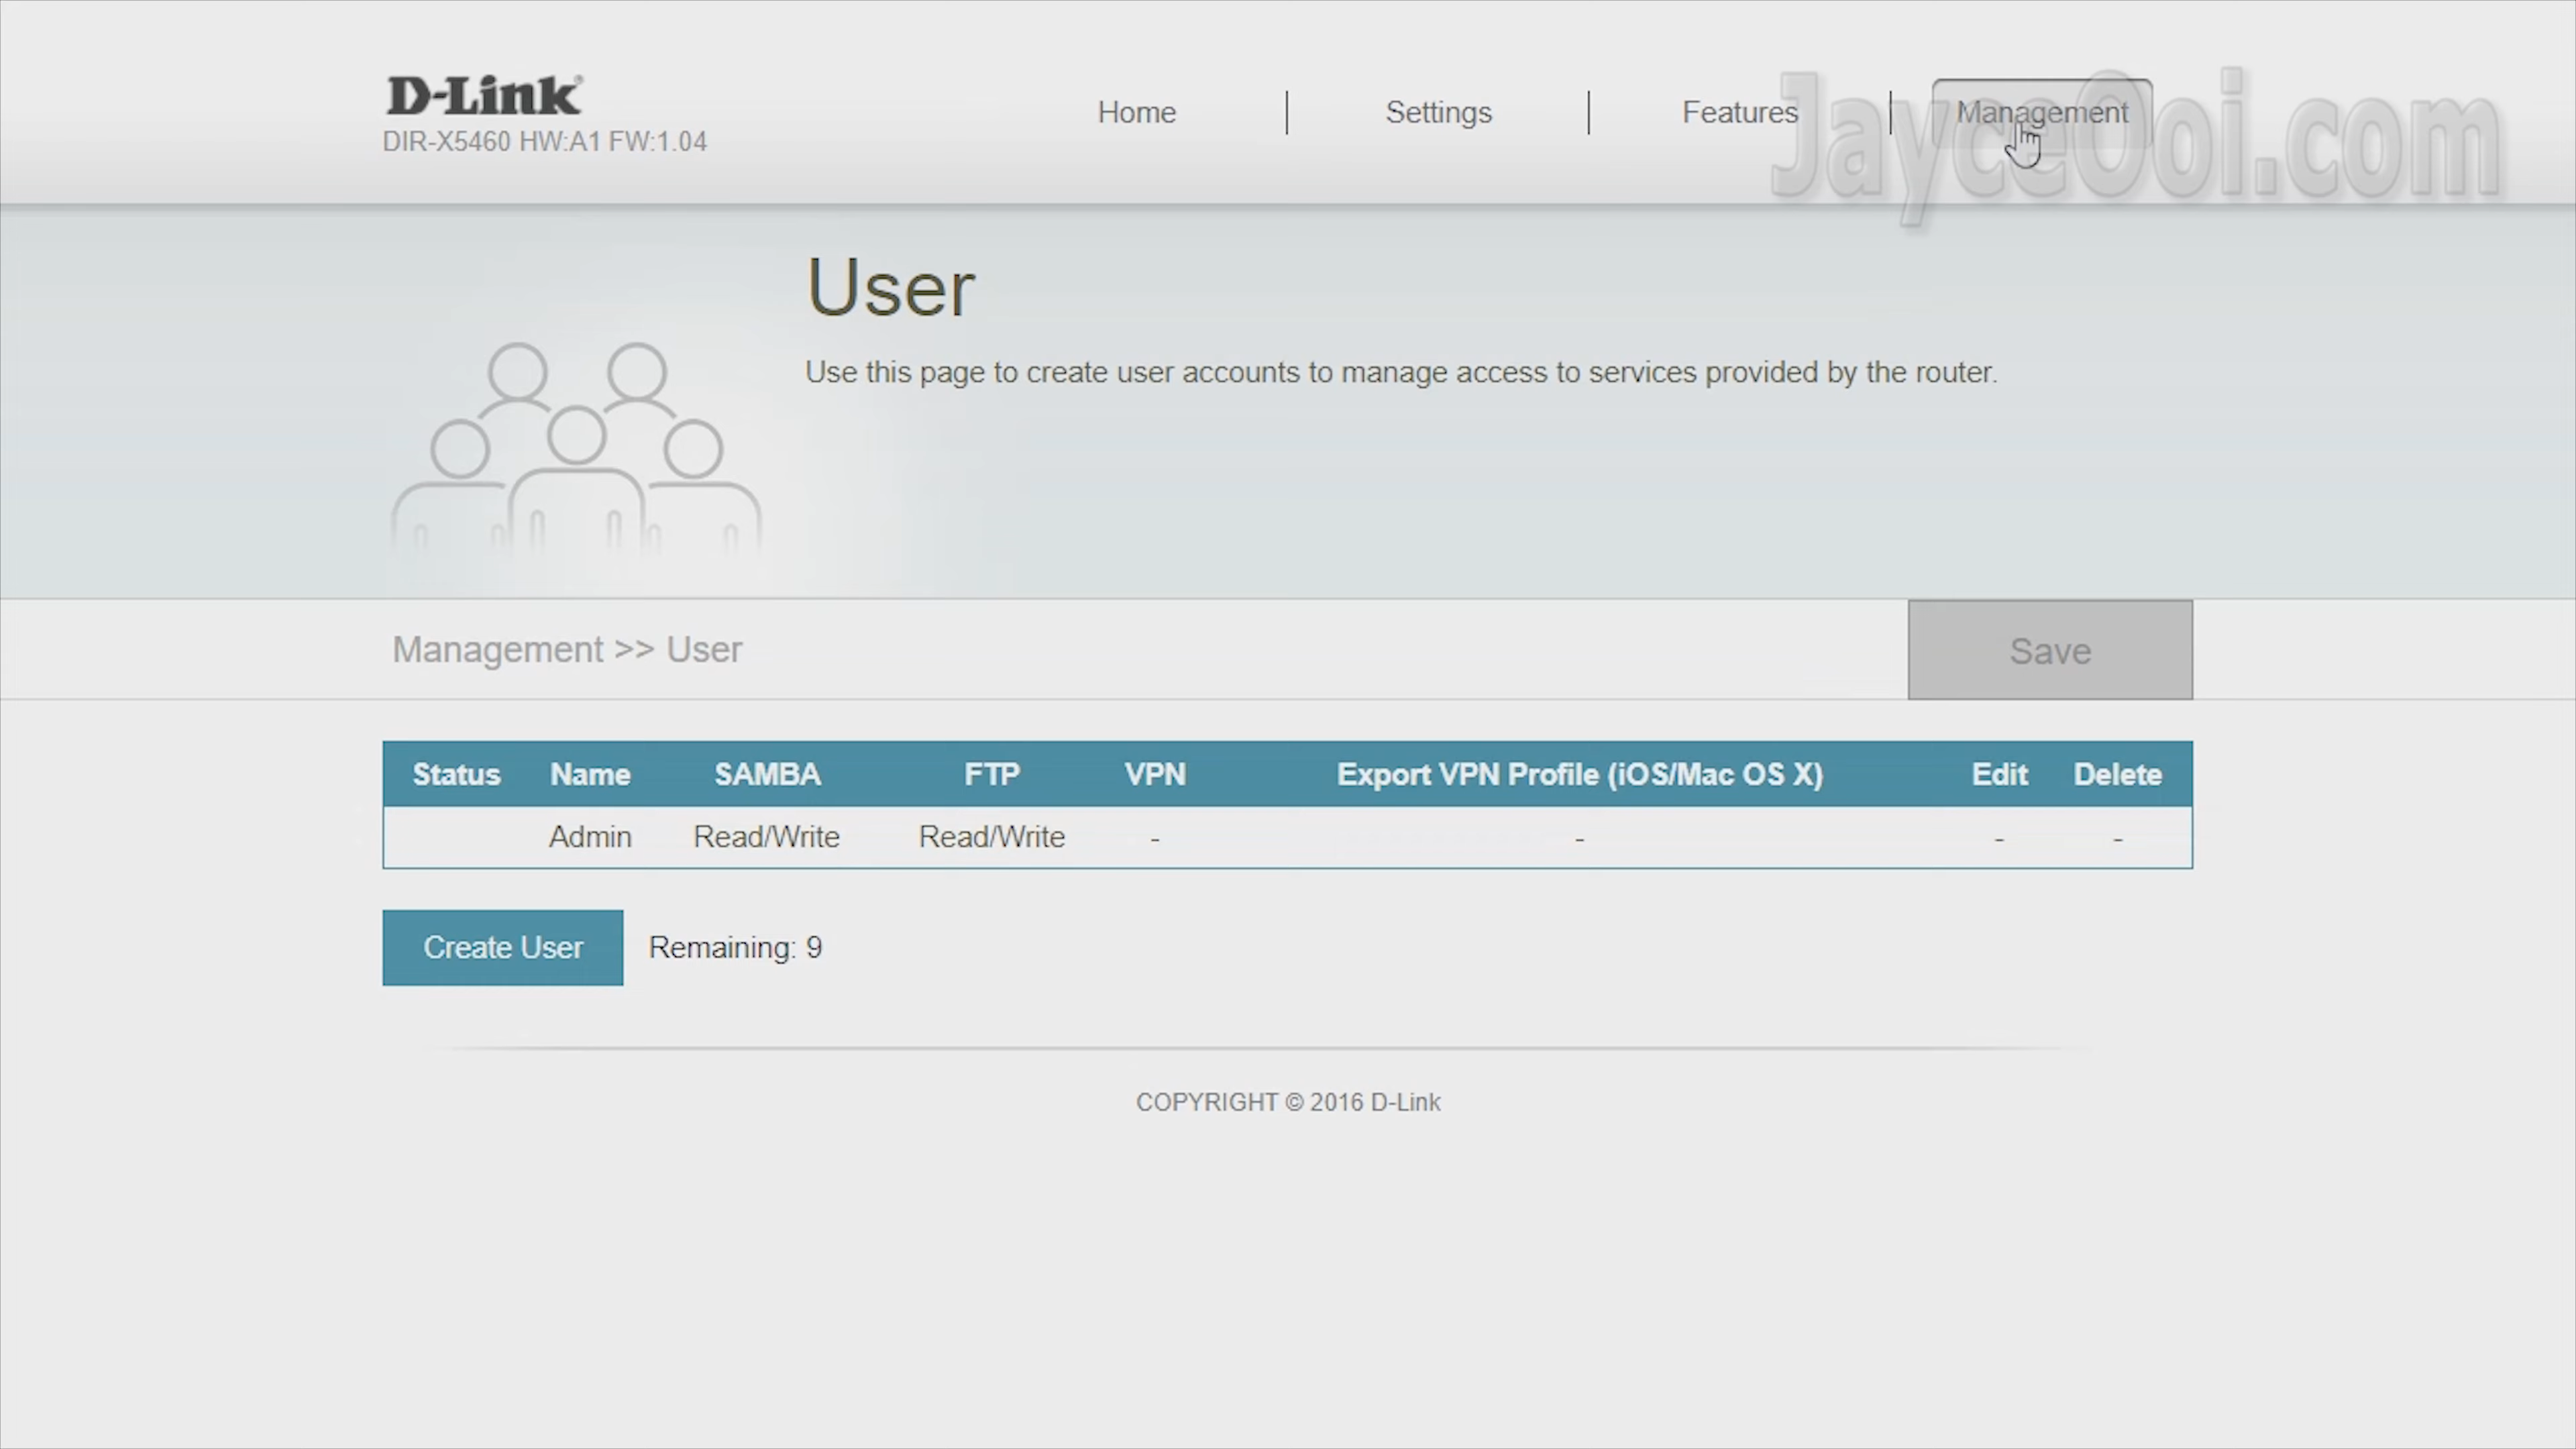 D-Link®
DIR-X5460 HW:A1 FW:1.04
Home
Settings
Features
Management
JayceOoi.com
User
Use this page to create user accounts to manage access to services provided by the router.
Management >> User
Save
Status Name SAMBA FTP VPN Export VPN Profile (iOS/Mac OS X) Edit Delete
Admin Read/Write Read/Write - - - -
Create User Remaining: 9
COPYRIGHT © 2016 D-Link